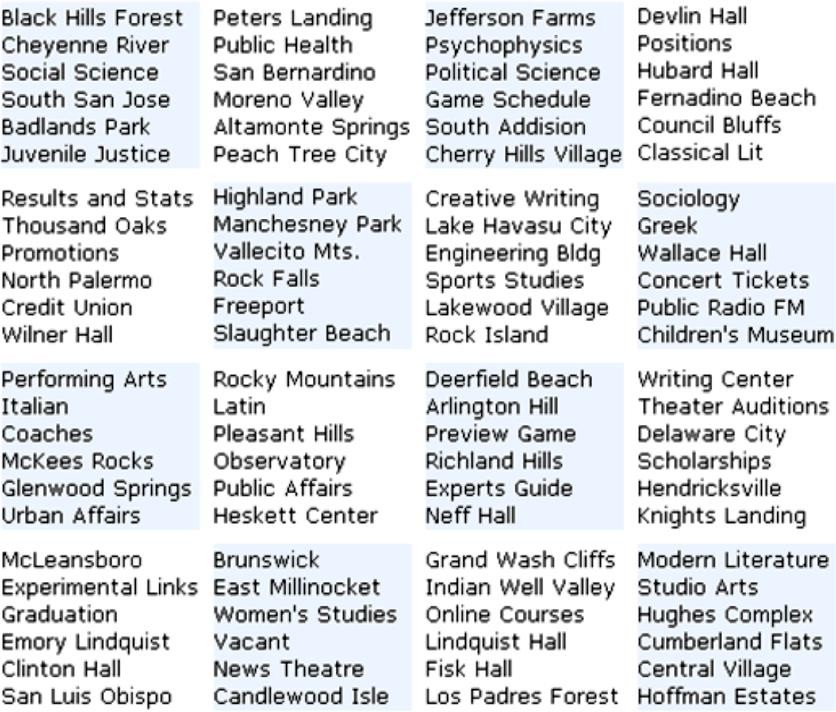 Black Hills Forest
Cheyenne River
Social Science
South San Jose
Badlands Park
Juvenile Justice
Peters Landing
Public Health
San Bernardino
Moreno Valley
Altamonte Springs
Peach Tree City
Jefferson Farms
Psychophysics
Political Science
Game Schedule
South Addision
Cherry Hills Village
Devlin Hall
Positions
Hubard Hall
Fernadino Beach
Council Bluffs
Classical Lit
Results and Stats
Thousand Oaks
Promotions
North Palermo
Credit Union
Wilner Hall
Highland Park
Manchesney Park
Vallecito Mts.
Rock Falls
Freeport
Slaughter Beach
Creative Writing
Lake Havasu City
Engineering Bldg
Sports Studies
Lakewood Village
Rock Island
Sociology
Greek
Wallace Hall
Concert Tickets
Public Radio FM
Children's Museum
Performing Arts
Italian
Coaches
McKees Rocks
Glenwood Springs
Urban Affairs
Rocky Mountains
Latin
Pleasant Hills
Observatory
Public Affairs
Heskett Center
Deerfield Beach
Arlington Hill
Preview Game
Richland Hills
Experts Guide
Neff Hall
Writing Center
Theater Auditions
Delaware City
Scholarships
Hendricksville
Knights Landing
McLeansboro
Experimental Links
Graduation
Emory Lindquist
Clinton Hall
San Luis Obispo
Brunswick
East Millinocket
Women's Studies
Vacant
News Theatre
Candlewood Isle
Grand Wash Cliffs
Indian Well Valley
Online Courses
Lindquist Hall
Fisk Hall
Los Padres Forest
Modern Literature
Studio Arts
Hughes Complex
Cumberland Flats
Central Village
Hoffman Estates